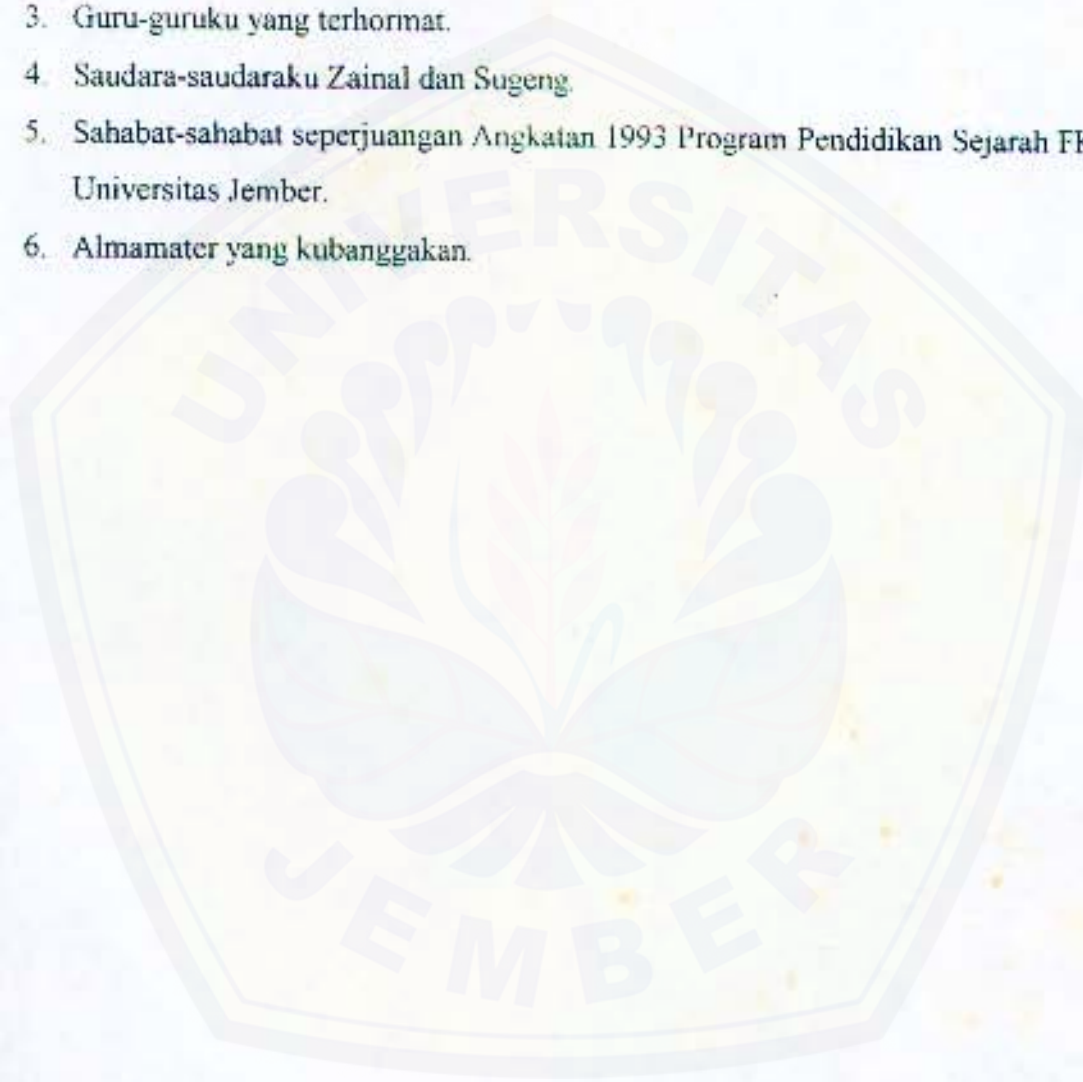 3. Guru-guruku yang terhormat.
4. Saudara-saudaraku Zainal dan Sugeng.
5. Sahabat-sahabat seperjuangan Angkatan 1993 Program Pendidikan Sejarah
Universitas Jember.
6. Almamater yang kubanggakan.
UNIVERSITAS
JEMBER